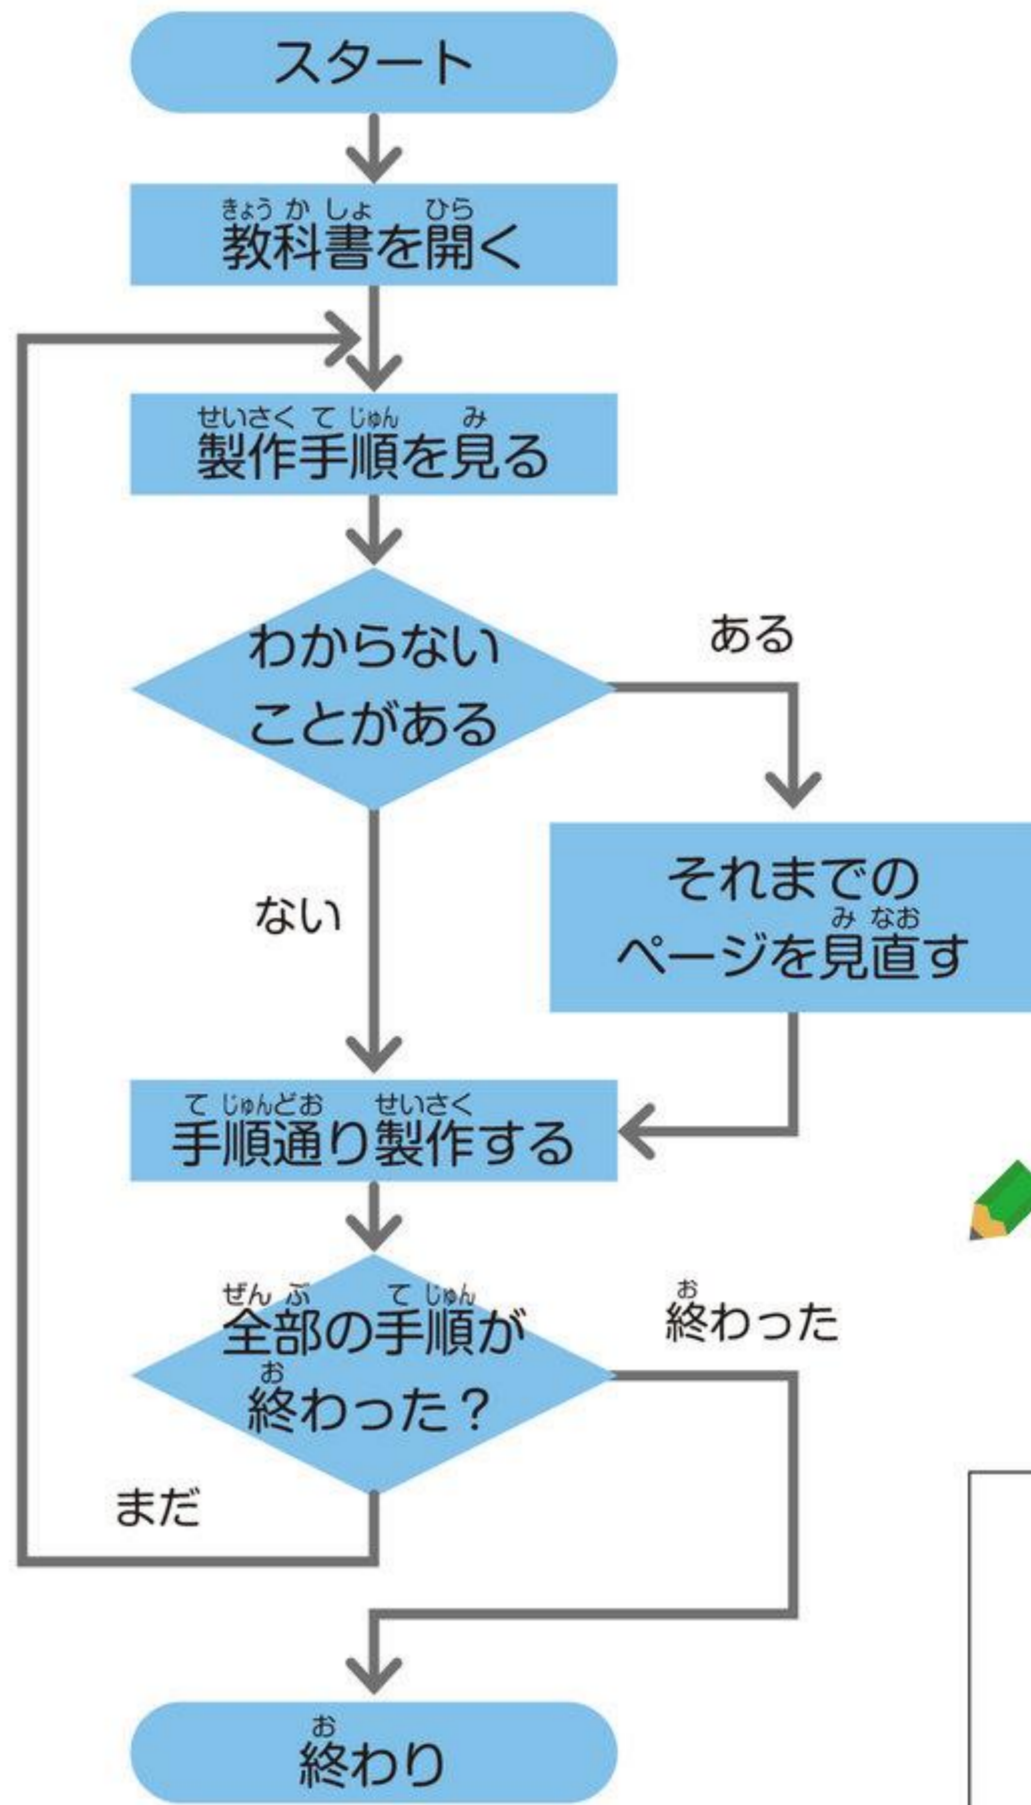 スタート
きょう か しょ ひら
教科書を開く
せいさく て じゅん み
製作手順を見る
わからない
ことがある
ある
ない
それまでの
み なお
ページを見直す
て じゅんどお せいさく
手順通り製作する
ぜん ぶ て じゅん
全部の手順が
お
終わった？
お
終わった
まだ
お
終わり